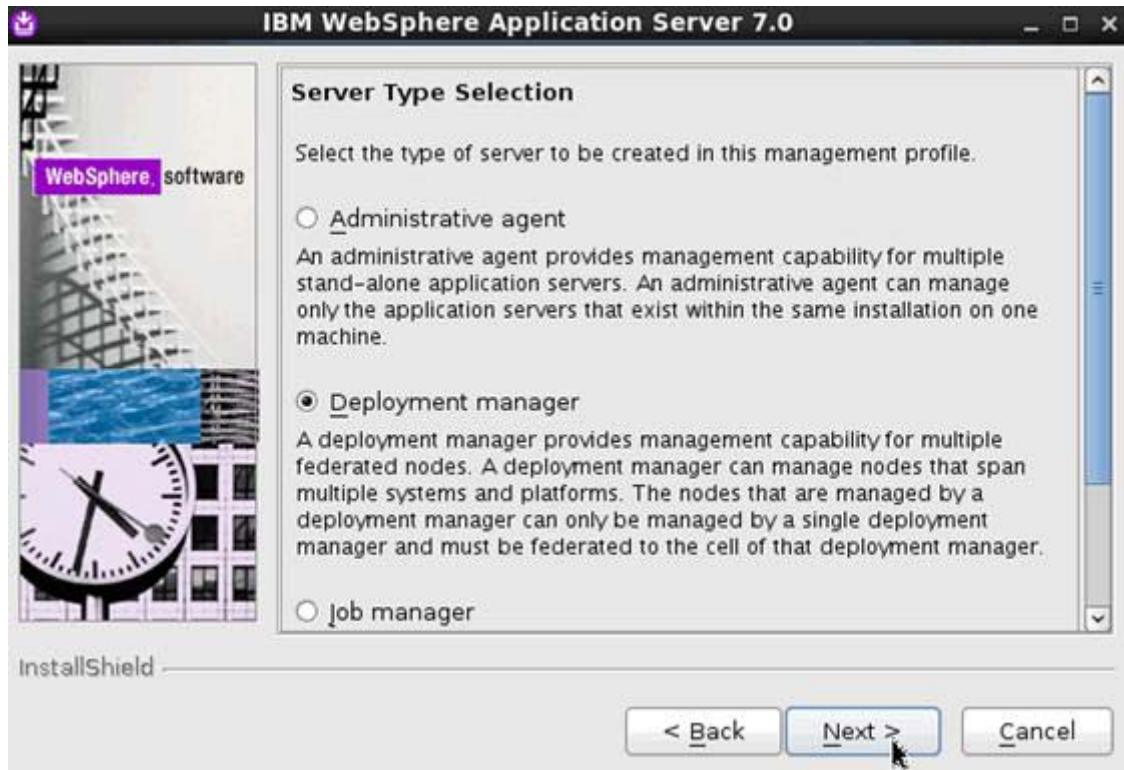 IBM WebSphere Application Server 7.0
WebSphere software
Server Type Selection
Select the type of server to be created in this management profile.
Administrative agent
An administrative agent provides management capability for multiple
stand-alone application servers. An administrative agent can manage
only the application servers that exist within the same installation on one
machine.
Deployment manager
A deployment manager provides management capability for multiple
federated nodes. A deployment manager can manage nodes that span
multiple systems and platforms. The nodes that are managed by a
deployment manager can only be managed by a single deployment
manager and must be federated to the cell of that deployment manager.
Job manager
InstallShield
< Back
Next >
Cancel